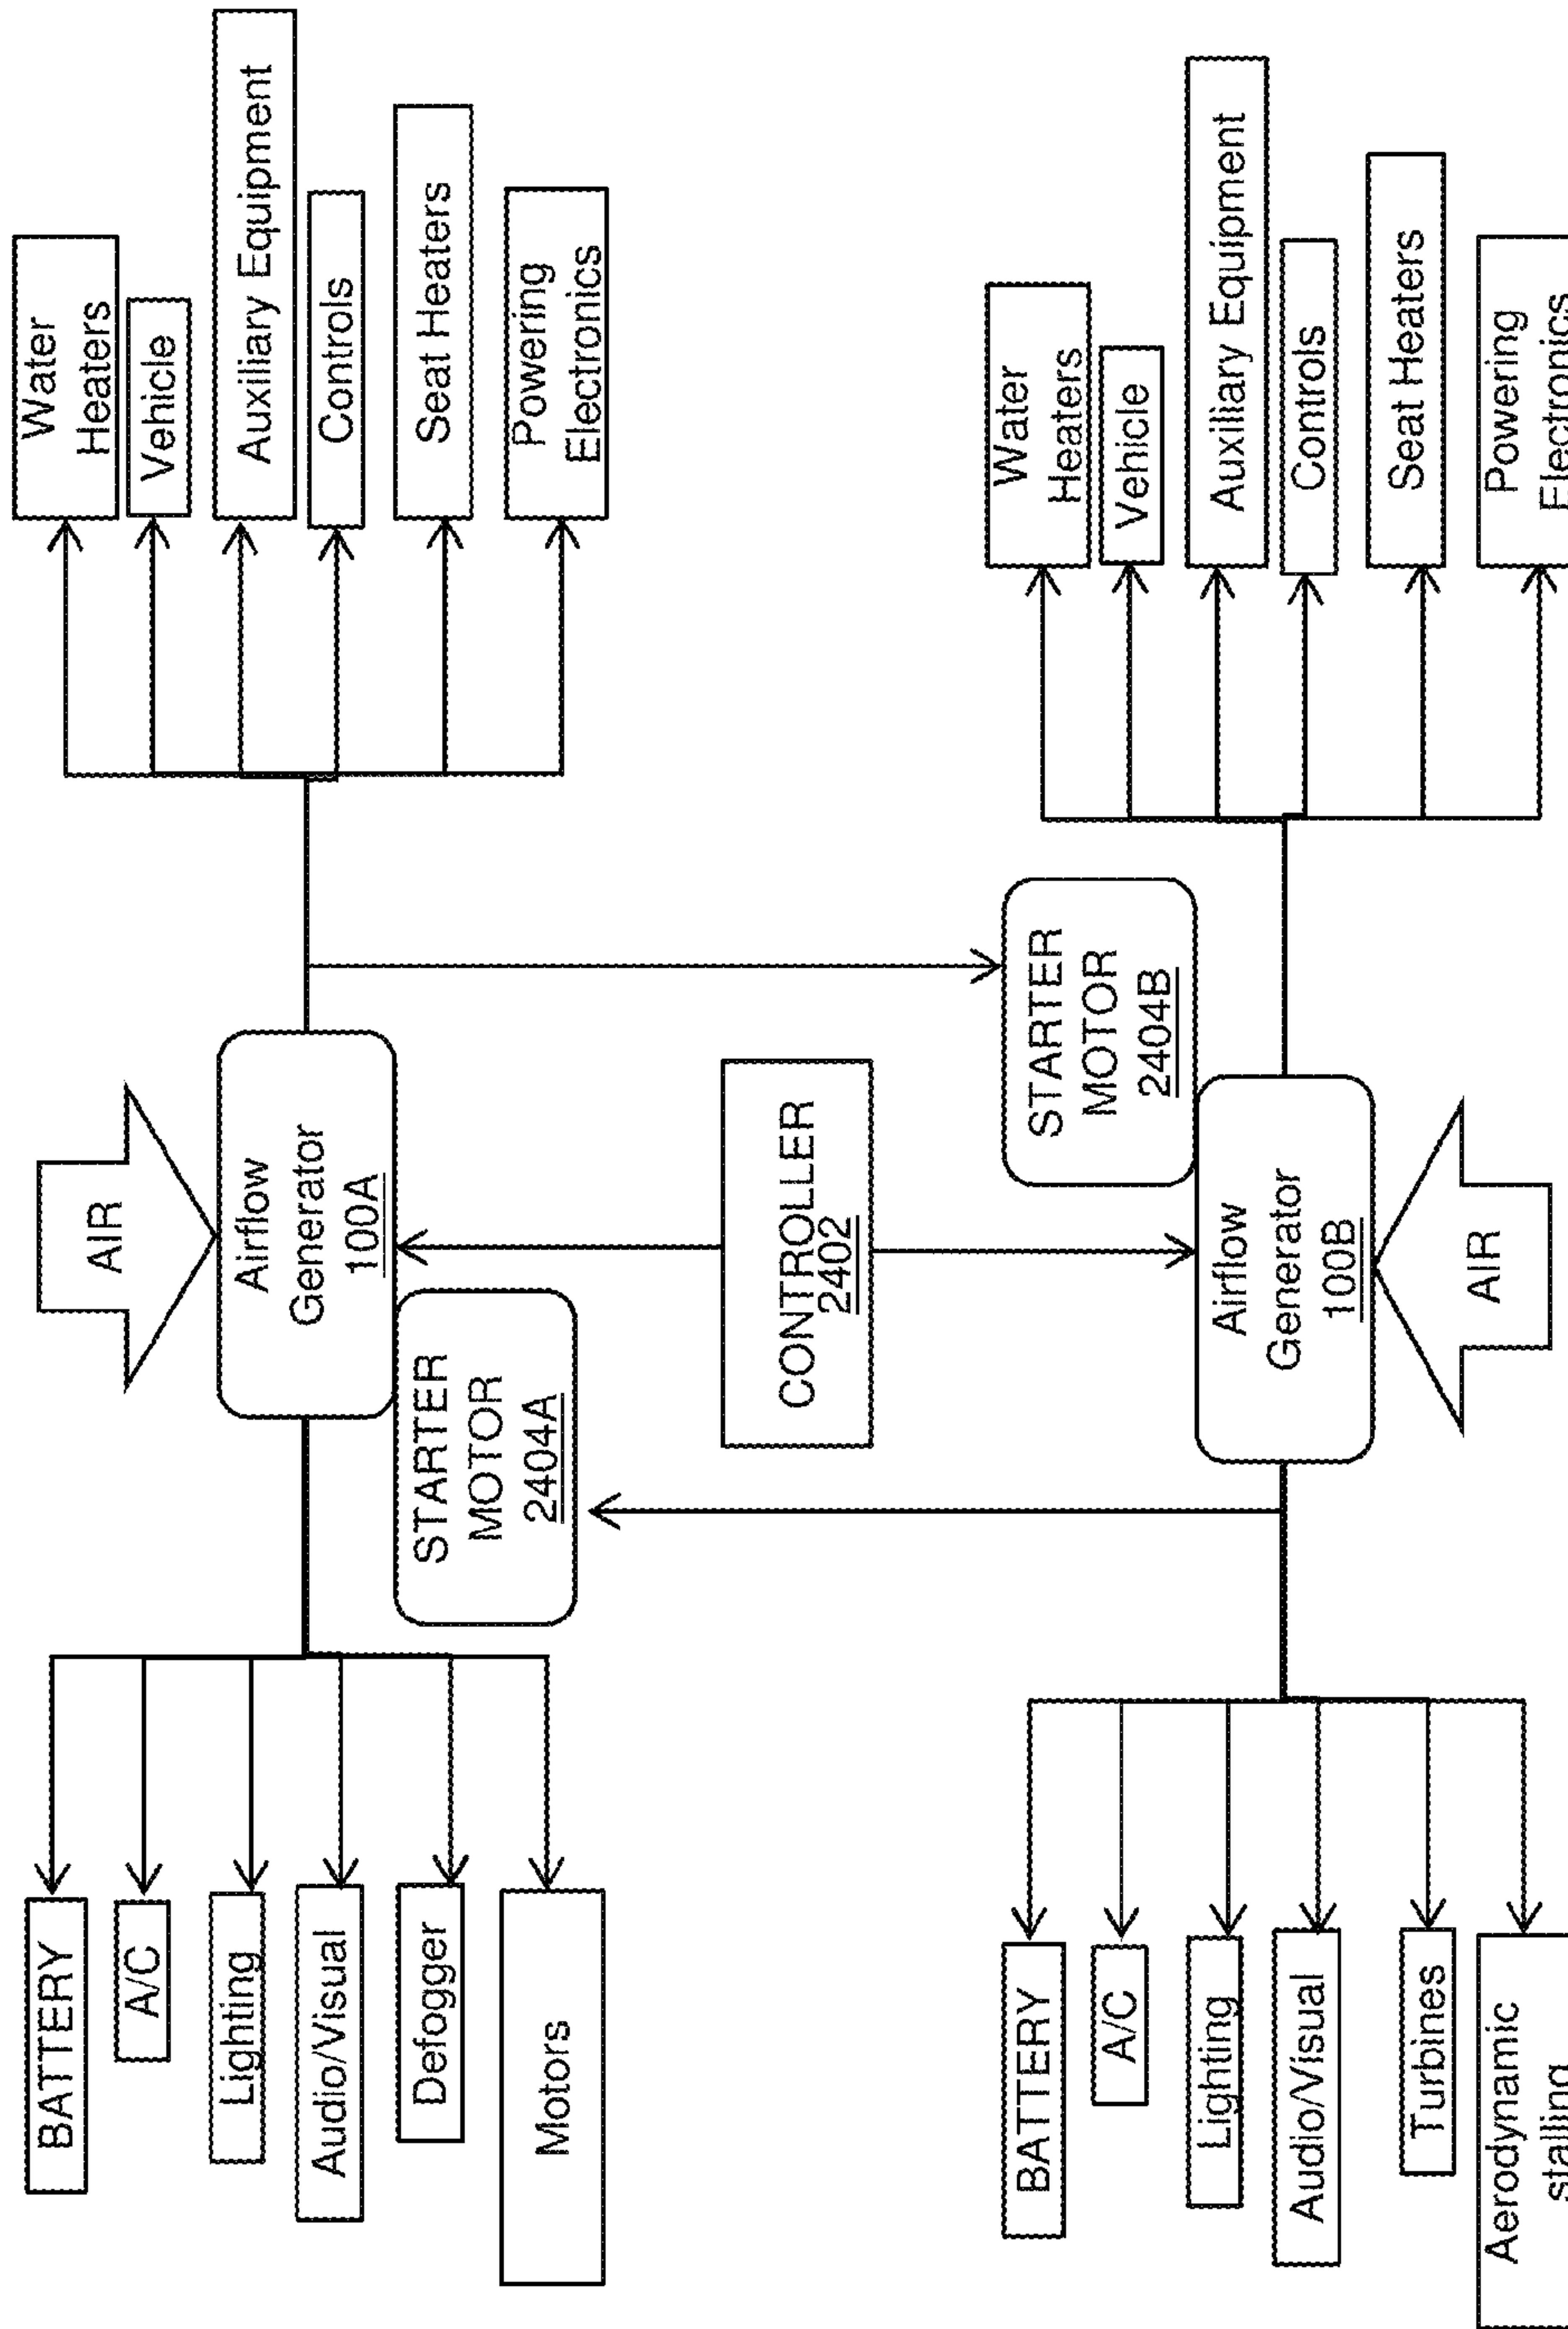 AIR
Airflow
Generator
100A
STARTER
MOTOR
2404A
BATTERY
A/C
Lighting
Audio/Visual
Defogger
Motors
Water
Heaters
Vehicle
Auxiliary Equipment
Controls
Seat Heaters
Powering
Electronics
CONTROLLER
2402
STARTER
MOTOR
2404B
Airflow
Generator
100B
AIR
BATTERY
A/C
Lighting
Audio/Visual
Turbines
Aerodynamic
stalling
Water
Heaters
Vehicle
Auxiliary Equipment
Controls
Seat Heaters
Powering
Electronics